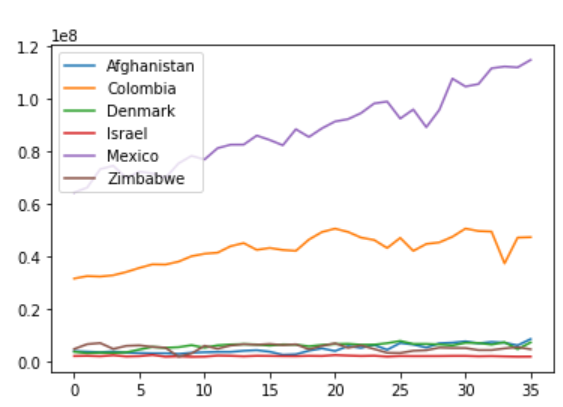 1e8
1.2
1.0
0.8
0.6
0.4
0.2
0.0
Afghanistan
Colombia
Denmark
Israel
Mexico
Zimbabwe
0 5 10 15 20 25 30 35